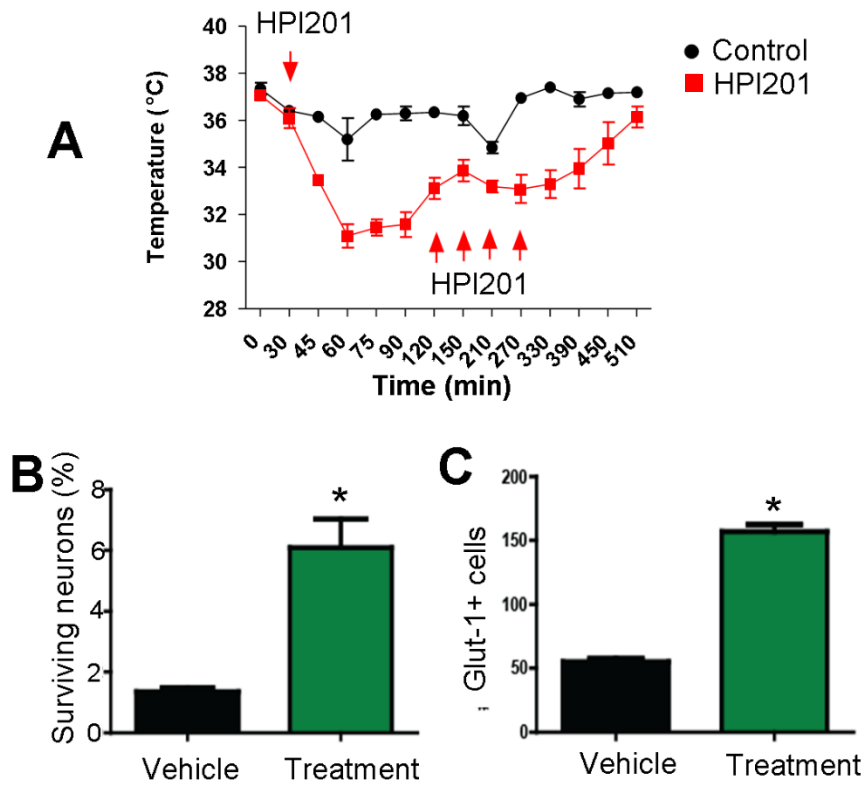 A
HPI201
Control
HPI201
Temperature (°C)
40
38
36
34
32
30
28
HPI201
0 30 45 60 75 90 120 150 210 270 330 390 450 510
Time (min)
B
Surviving neurons (%)
8
6
4
2
0
*
Vehicle Treatment
C
Glut-1+ cells
200
150
100
50
0
*
Vehicle Treatment